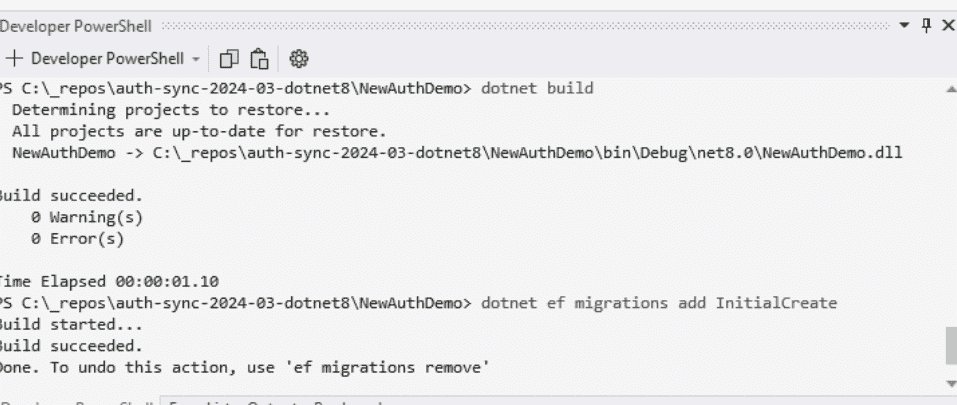 Developer PowerShell
Developer PowerShell
PS C:\_repos\auth-sync-2024-03-dotnet8\NewAuthDemo> dotnet build
Determining projects to restore...
All projects are up-to-date for restore.
NewAuthDemo -> C:\_repos\auth-sync-2024-03-dotnet8\NewAuthDemo\bin\Debug\net8.0\NewAuthDemo.dll
Build succeeded.
0 Warning(s)
0 Error(s)
Time Elapsed 00:00:01.10
PS C:\_repos\auth-sync-2024-03-dotnet8\NewAuthDemo> dotnet ef migrations add InitialCreate
Build started...
Build succeeded.
Done. To undo this action, use 'ef migrations remove'